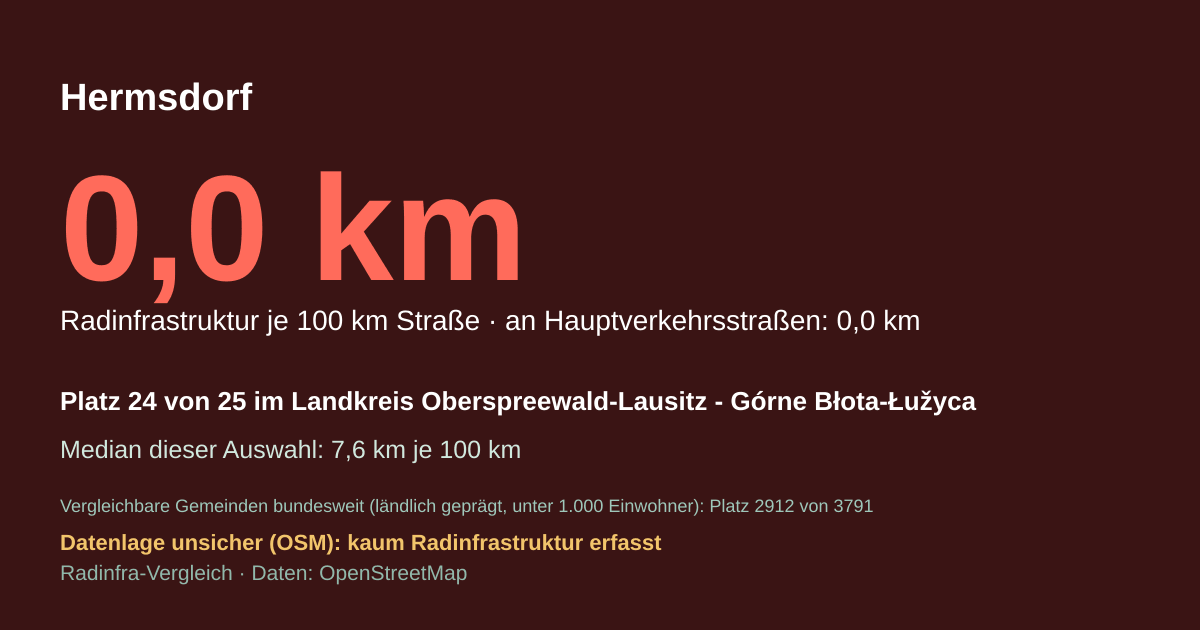 Hermsdorf
0,0 km
Radinfrastruktur je 100 km Straße · an Hauptverkehrsstraßen: 0,0 km
Platz 24 von 25 im Landkreis Oberspreewald-Lausitz - Górne Błota-Łužyca
Median dieser Auswahl: 7,6 km je 100 km
Vergleichbare Gemeinden bundesweit (ländlich geprägt, unter 1.000 Einwohner): Platz 2912 von 3791
Datenlage unsicher (OSM): kaum Radinfrastruktur erfasst
Radinfra-Vergleich · Daten: OpenStreetMap